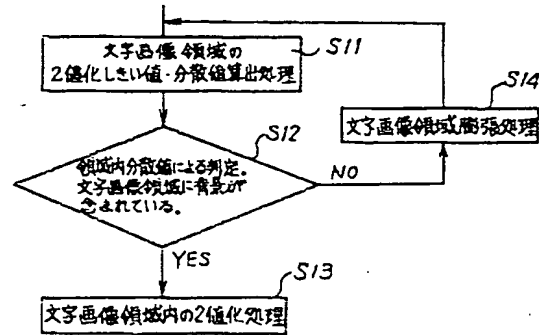 文字画像領域の
2値化しきい値・分散値算出処理
S11
S14
文字画像領域膨張処理
S12
領域内分散値による判定。
文字画像領域に背景が
含まれている。
NO
YES
S13
文字画像領域内の2値化処理